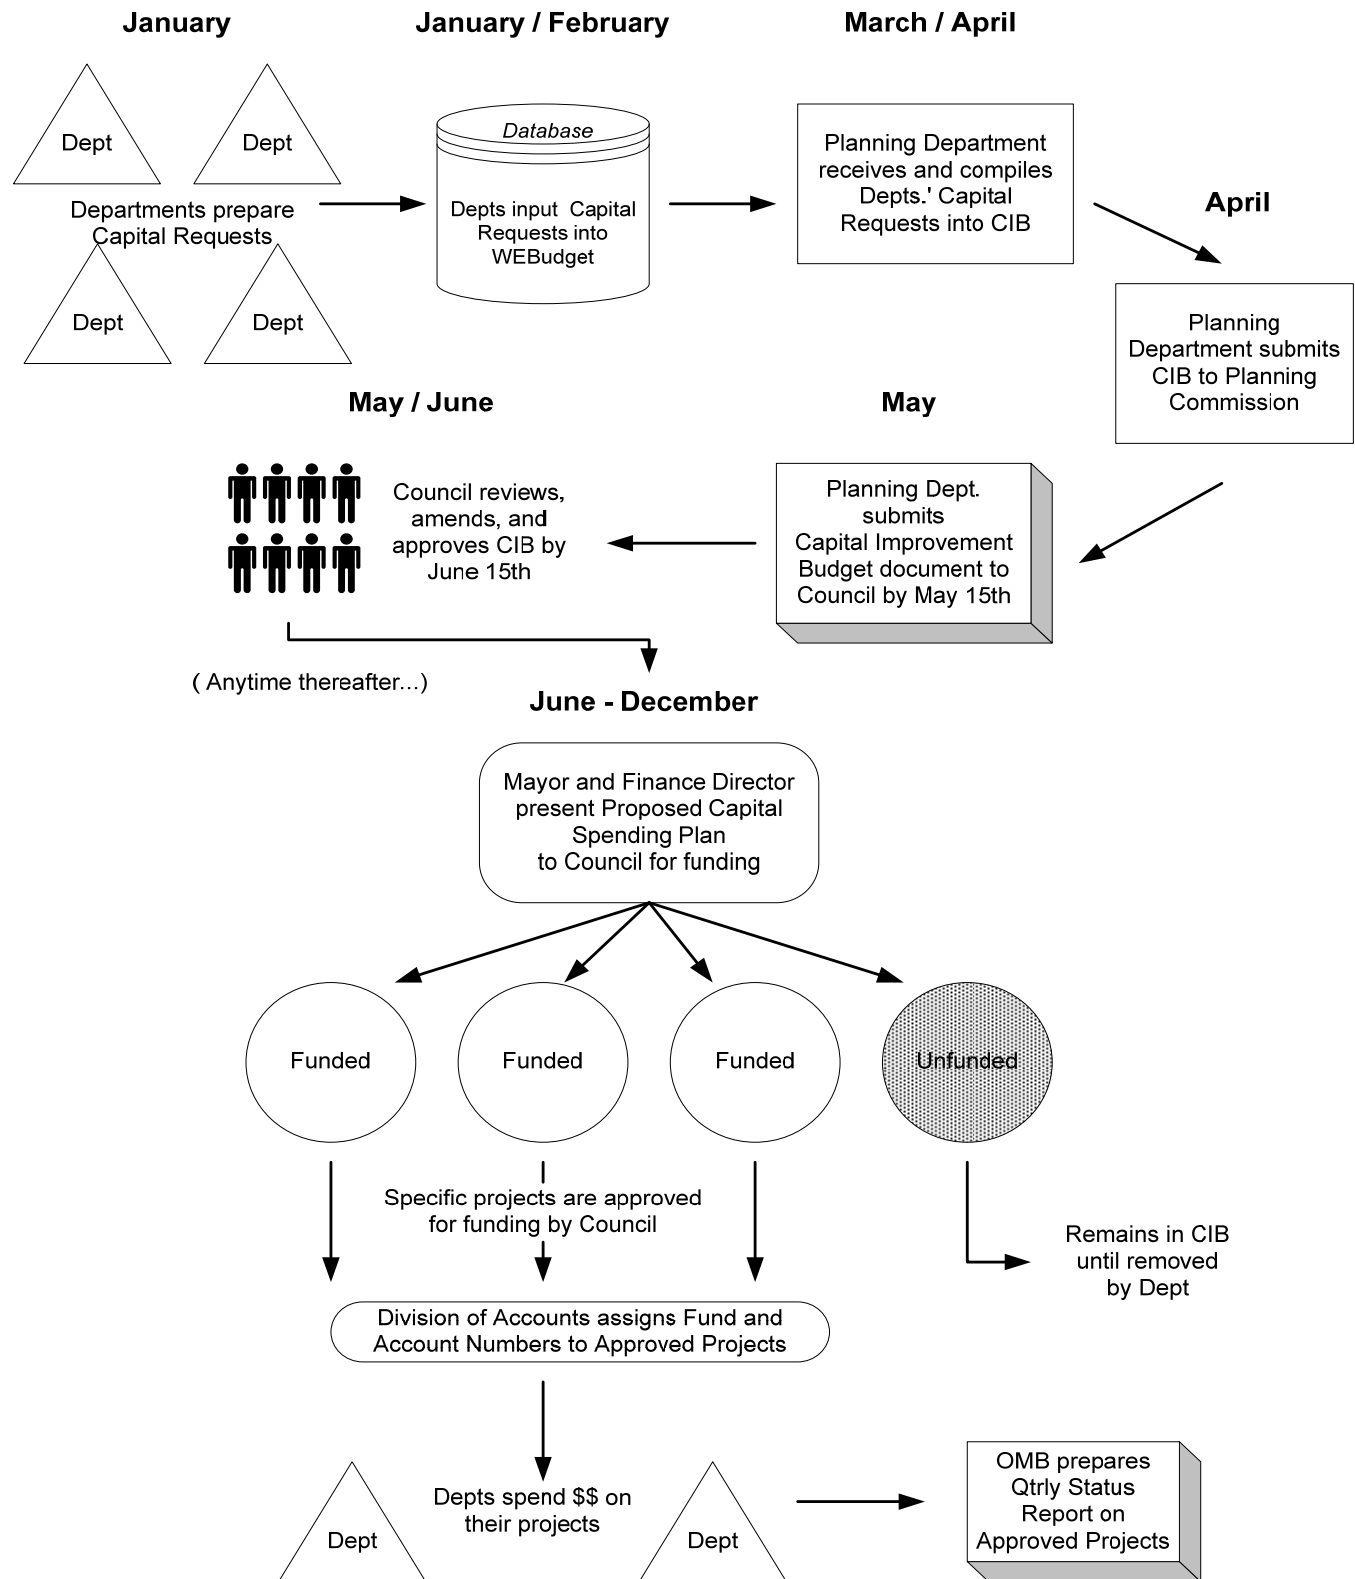 January
January / February
March / April
Dept
Dept
Departments prepare
Capital Requests
Dept
Dept
Database
Depts input  Capital
Requests into
WEBudget
Planning Department
receives and compiles
Depts.' Capital
Requests into CIB
April
Planning
Department submits
CIB to Planning
Commission
May / June
May
Council reviews,
amends, and
approves CIB by
June 15th
Planning Dept.
submits
Capital Improvement
Budget document to
Council by May 15th
( Anytime thereafter...)
June - December
Mayor and Finance Director
present Proposed Capital
Spending Plan
to Council for funding
Funded
Funded
Funded
Unfunded
Specific projects are approved
for funding by Council
Remains in CIB
until removed
by Dept
Division of Accounts assigns Fund and
Account Numbers to Approved Projects
Dept
Depts spend $$ on
their projects
Dept
OMB prepares
Qtrly Status
Report on
Approved Projects